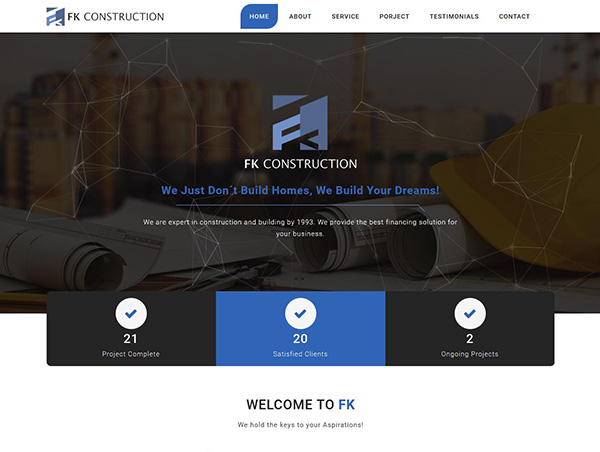 FK CONSTRUCTION
HOME ABOUT SERVICE PORJECT TESTIMONIALS CONTACT
FK CONSTRUCTION
We Just Don´t Build Homes, We Build Your Dreams!
We are expert in construction and building by 1993. We provide the best financing solution for
your business.
21 20 2
Project Complete Satisfied Clients Ongoing Projects
WELCOME TO FK
We hold the keys to your Aspirations!